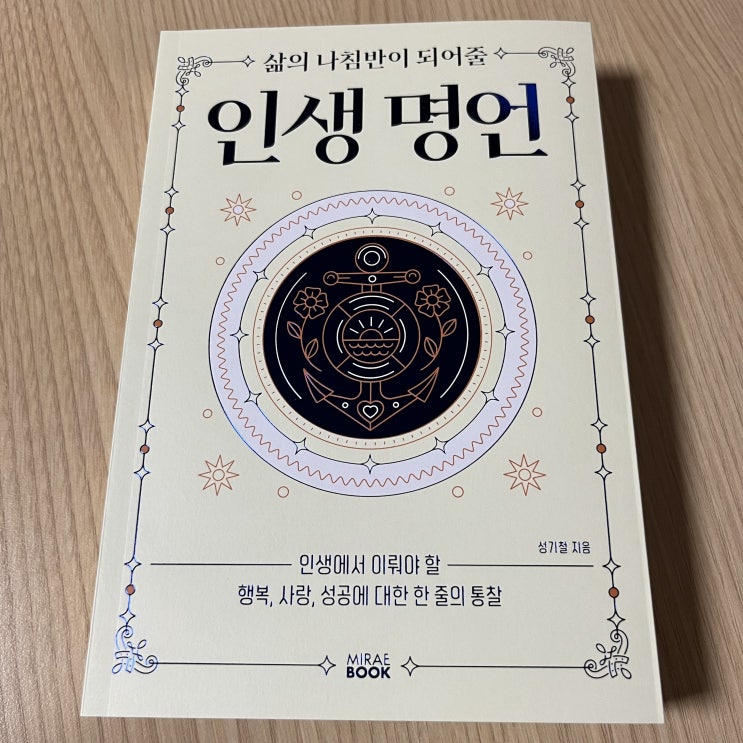 삶의 나침반이 되어줄
인생 명언
성기철 지음
인생에서 이뤄야 할
행복, 사랑, 성공에 대한 한 줄의 통찰
MIRAE
BOOK